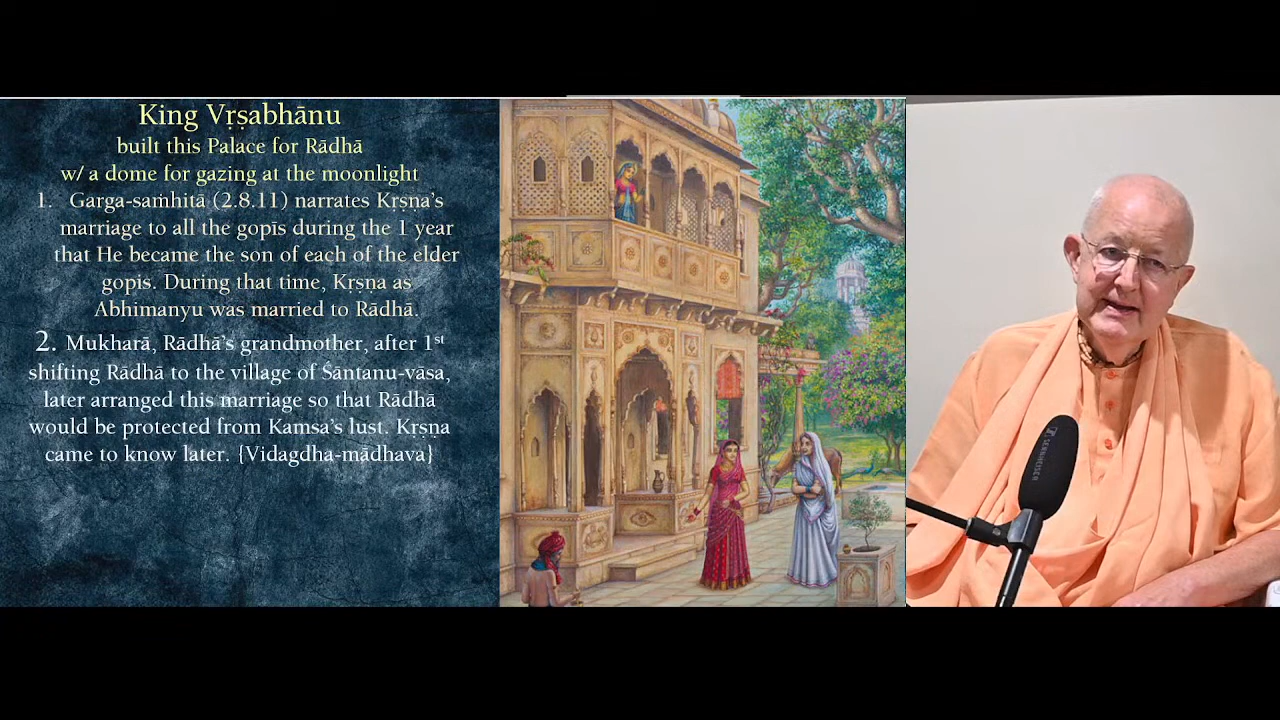 King Vṛṣabhānu
built this Palace for Rādhā
w/ a dome for gazing at the moonlight
1. Garga-saṁhitā (2.8.11) narrates Kṛṣṇa's
marriage to all the gopīs during the 1 year
that He became the son of each of the elder
gopīs. During that time, Kṛṣṇa as
Abhimanyu was married to Rādhā.
2. Mukharā, Rādhā's grandmother, after 1st
shifting Rādhā to the village of Śāntanu-vāsa,
later arranged this marriage so that Rādhā
would be protected from Kamsa's lust. Kṛṣṇa
came to know later. {Vidagdha-mādhava}
SENNHEISER